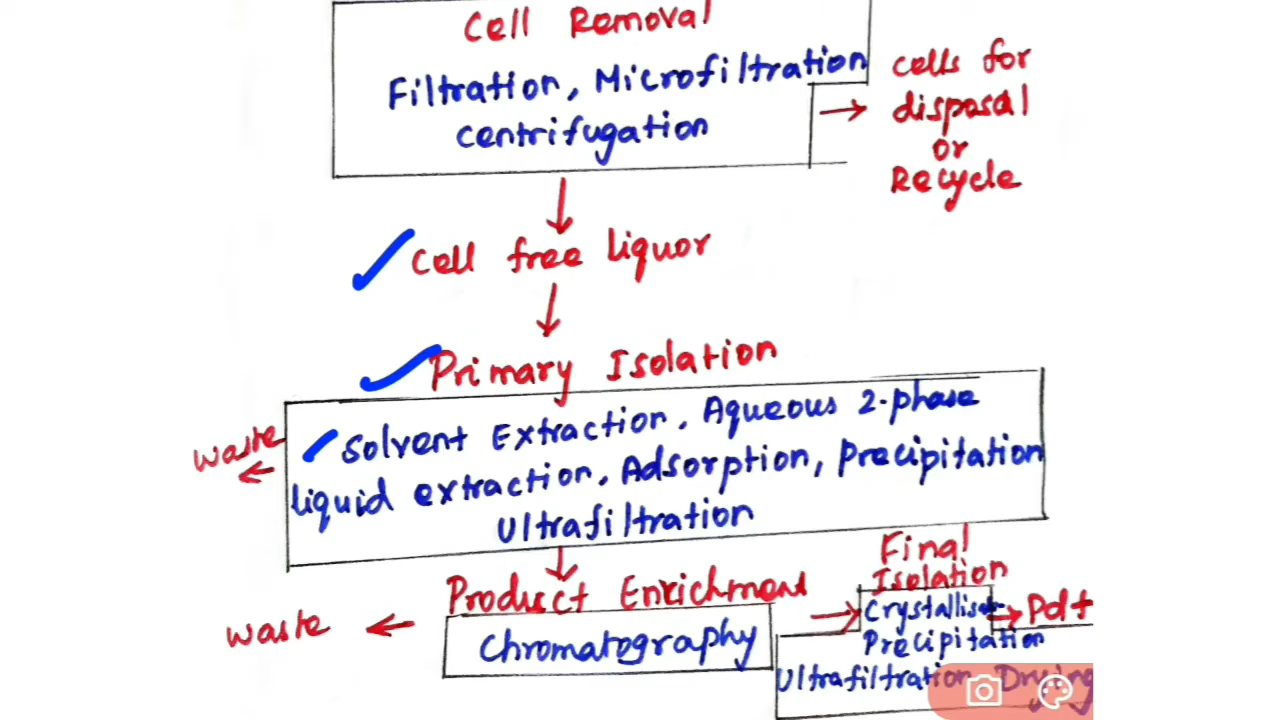 Cell Removal
Filtration, Microfiltration
centrifugation
cells for
disposal
or
Recycle
Cell free liquor
Primary Isolation
waste
Solvent Extraction, Aqueous 2-phase
liquid extraction, Adsorption, Precipitation
Ultrafiltration
Product Enrichment
waste
Chromatography
Final
Isolation
Pdt
Precipitation
Ultrafiltration Drying